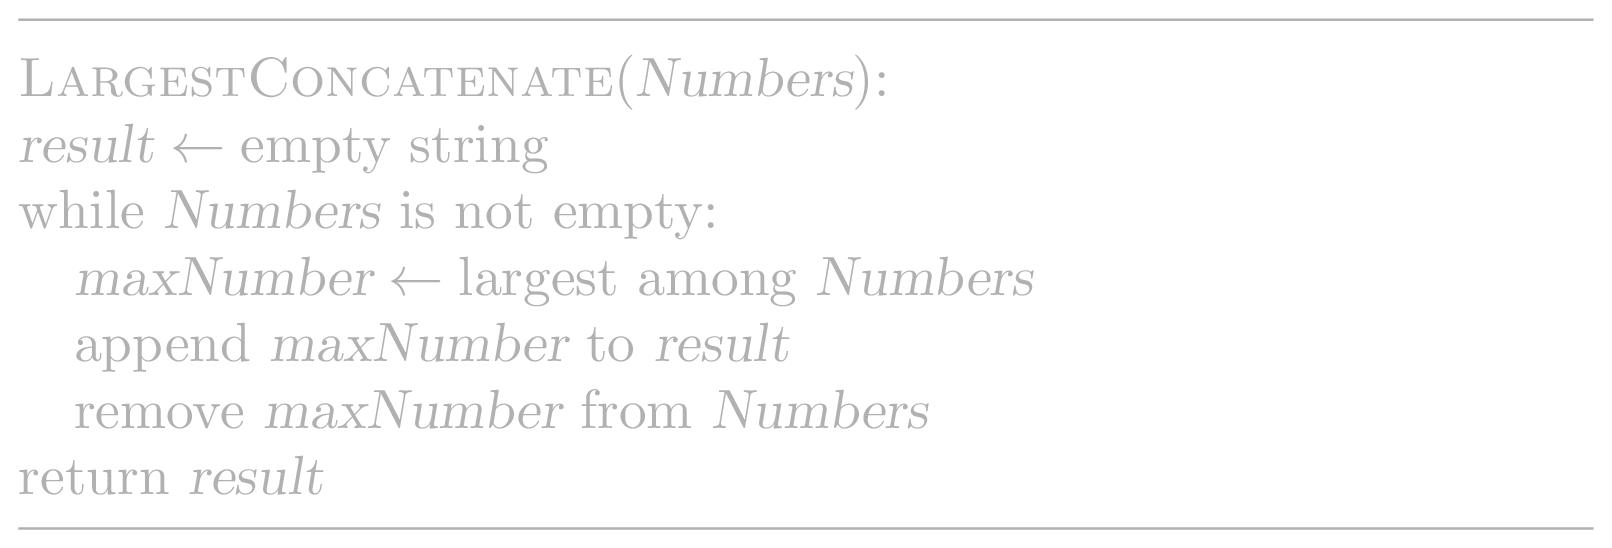 LARGESTCONCATENATE(Numbers):
result ← empty string
while Numbers is not empty:
maxNumber ← largest among Numbers
append maxNumber to result
remove maxNumber from Numbers
return result